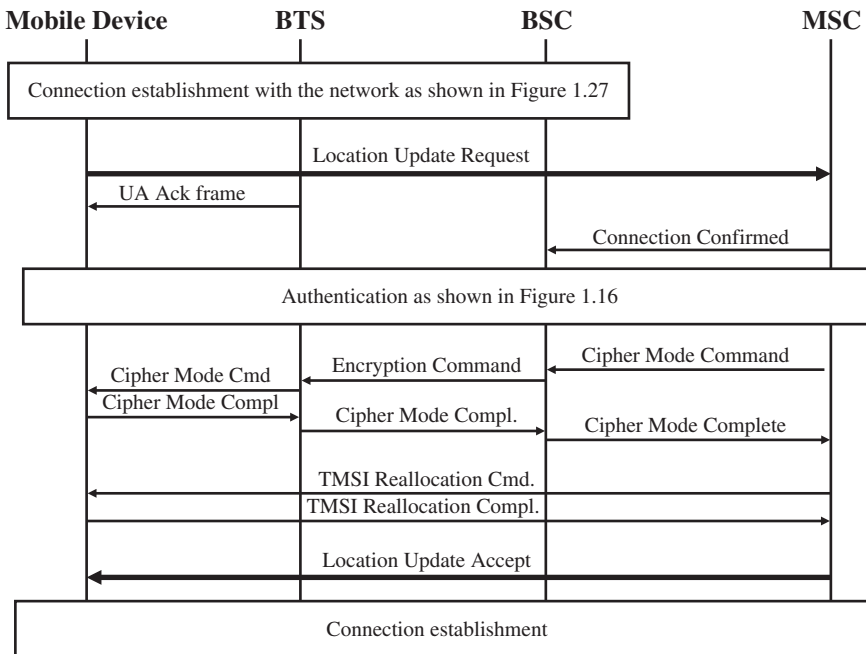 Mobile Device BTS BSC MSC
Connection establishment with the network as shown in Figure 1.27
Location Update Request
UA Ack frame
Connection Confirmed
Authentication as shown in Figure 1.16
Cipher Mode Command
Encryption Command
Cipher Mode Cmd
Cipher Mode Compl
Cipher Mode Compl.
Cipher Mode Complete
TMSI Reallocation Cmd.
TMSI Reallocation Compl.
Location Update Accept
Connection establishment